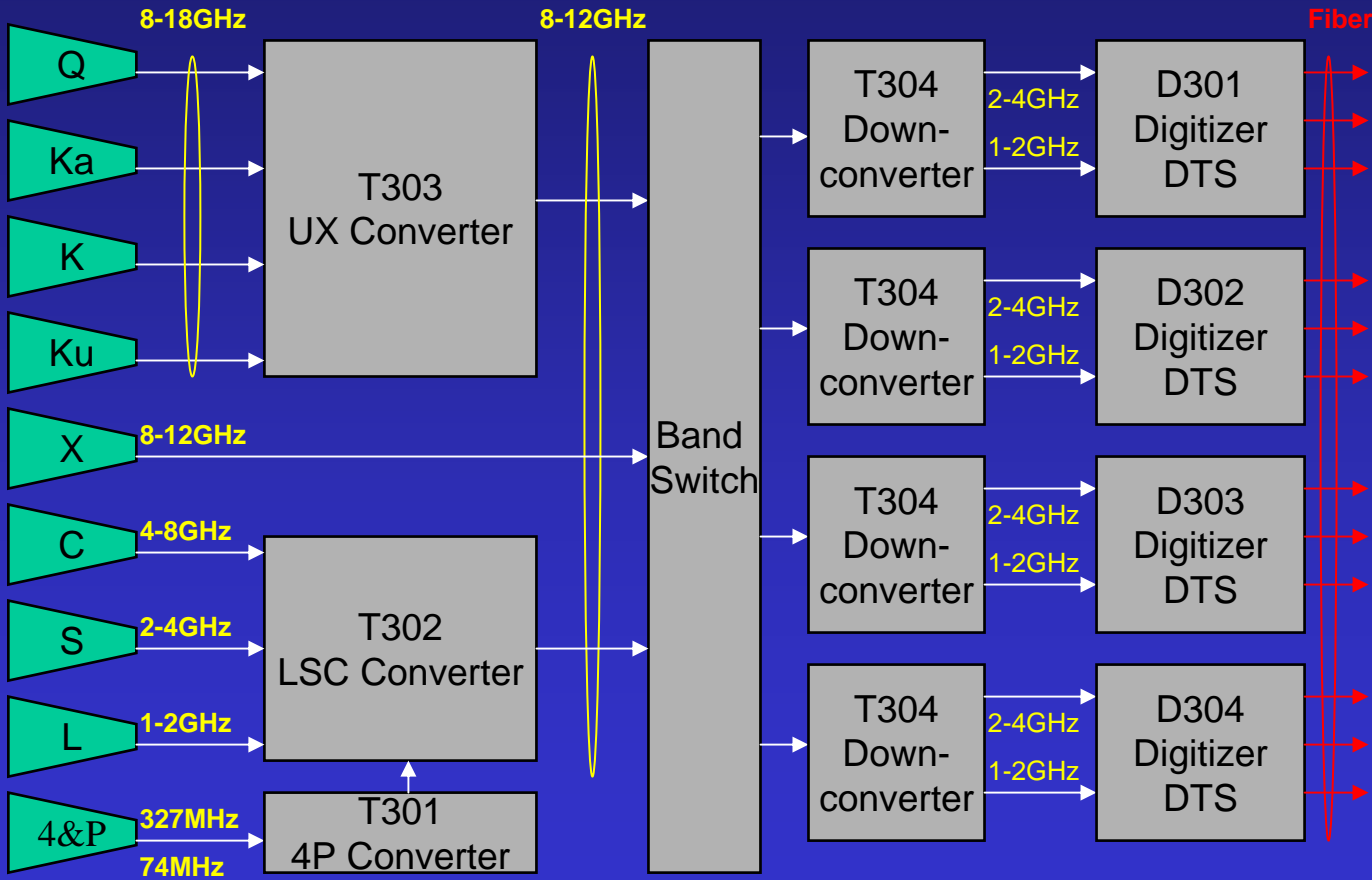 8-18GHz
8-12GHz
Fiber
Q
Ka
K
Ku
X
8-12GHz
C
4-8GHz
S
2-4GHz
L
1-2GHz
4&P
327MHz
74MHz
T303
UX Converter
T302
LSC Converter
T301
4P Converter
Band
Switch
T304
Down-
converter
2-4GHz
1-2GHz
D301
Digitizer
DTS
T304
Down-
converter
2-4GHz
1-2GHz
D302
Digitizer
DTS
T304
Down-
converter
2-4GHz
1-2GHz
D303
Digitizer
DTS
T304
Down-
converter
2-4GHz
1-2GHz
D304
Digitizer
DTS